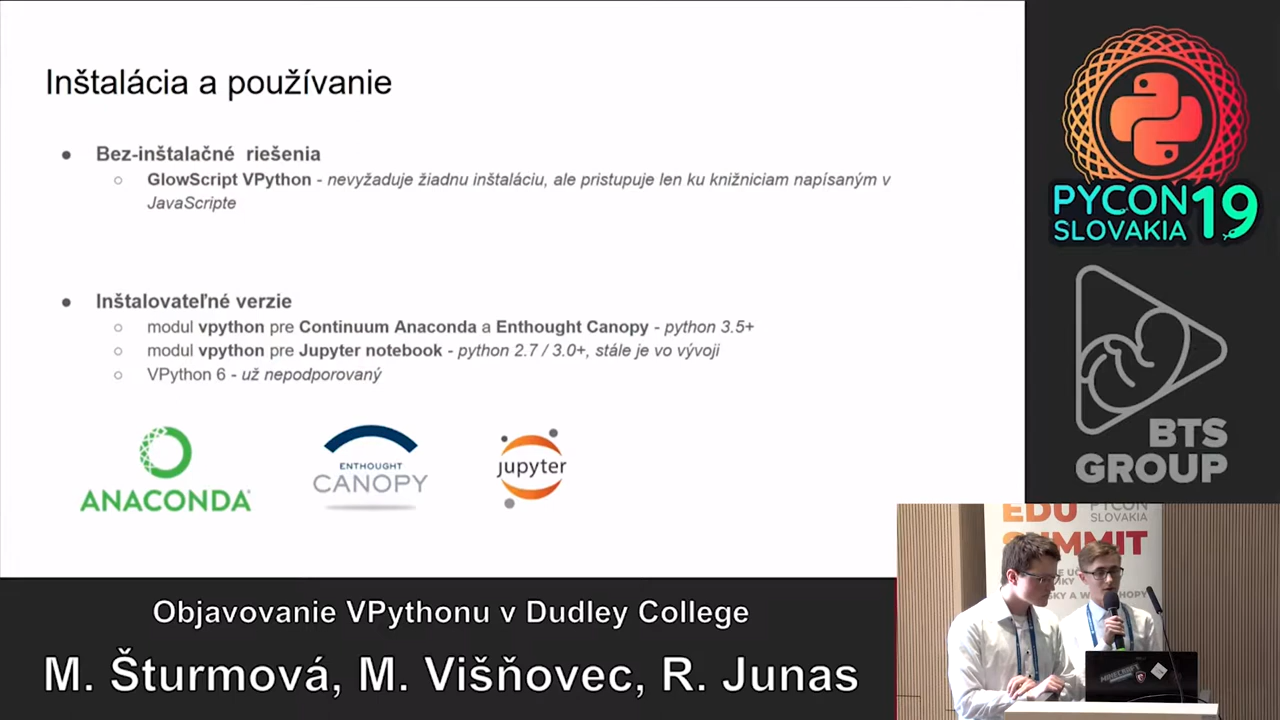 Inštalácia a používanie
● Bez-inštalačné riešenia
○ GlowScript VPython - nevyžaduje žiadnu inštaláciu, ale pristupuje len ku knižniciam napísaným v
JavaScripte
● Inštalovateľné verzie
○ modul vpython pre Continuum Anaconda a Enthought Canopy - python 3.5+
○ modul vpython pre Jupyter notebook - python 2.7 / 3.0+, stále je vo vývoji
○ VPython 6 - už nepodporovaný
ANACONDA
ENTHOUGHT
CANOPY
jupyter
PYCON
SLOVAKIA
19
BTS
GROUP
EDU
SUMMIT
PYCON
SLOVAKIA
Objavovanie VPythonu v Dudley College
M. Šturmová, M. Višňovec, R. Junas